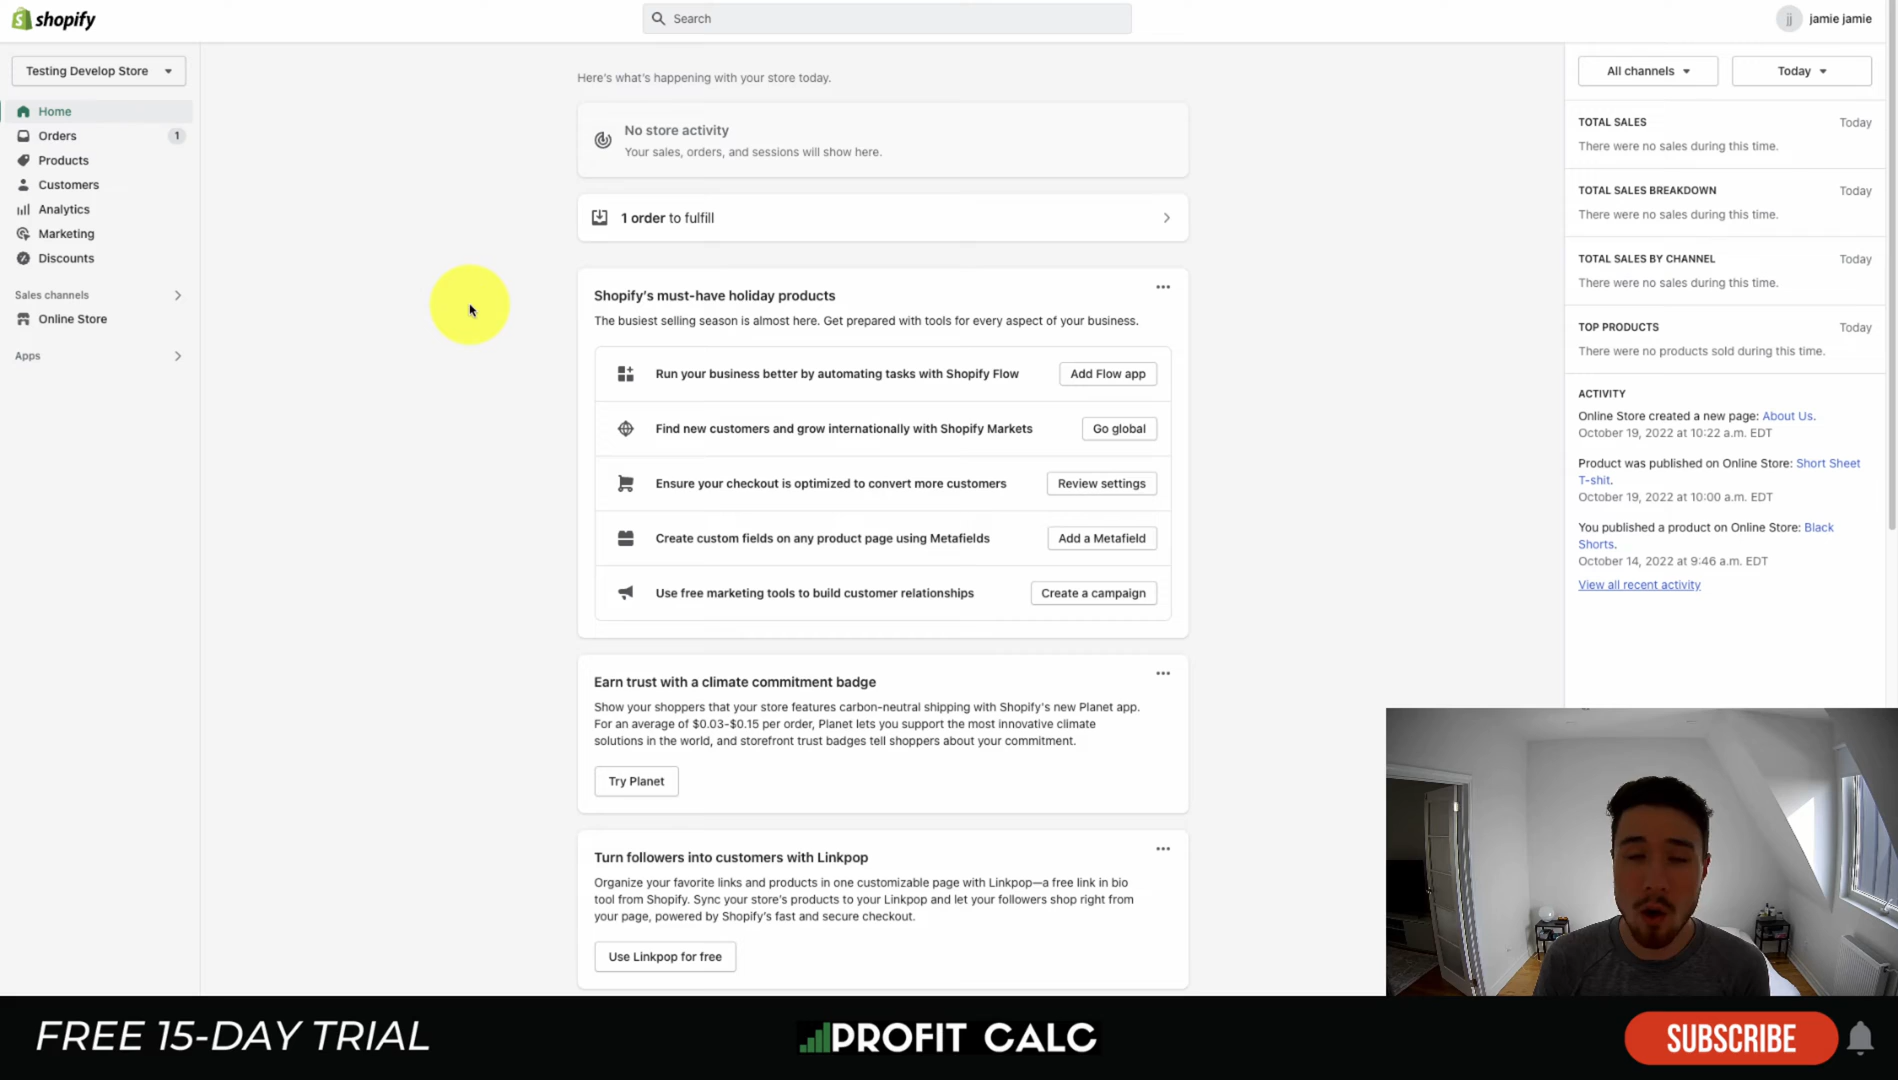 shopify
Search
jj
jamie jamie
Testing Develop Store
Home
Orders
1
Products
Customers
Analytics
Marketing
Discounts
Sales channels
Online Store
Apps
Here's what's happening with your store today.
No store activity
Your sales, orders, and sessions will show here.
1 order to fulfill
Shopify's must-have holiday products
The busiest selling season is almost here. Get prepared with tools for every aspect of your business.
Run your business better by automating tasks with Shopify Flow
Add Flow app
Find new customers and grow internationally with Shopify Markets
Go global
Ensure your checkout is optimized to convert more customers
Review settings
Create custom fields on any product page using Metafields
Add a Metafield
Use free marketing tools to build customer relationships
Create a campaign
Earn trust with a climate commitment badge
Show your shoppers that your store features carbon-neutral shipping with Shopify's new Planet app.
For an average of $0.03-$0.15 per order, Planet lets you support the most innovative climate
solutions in the world, and storefront trust badges tell shoppers about your commitment.
Try Planet
Turn followers into customers with Linkpop
Organize your favorite links and products in one customizable page with Linkpop—a free link in bio
tool from Shopify. Sync your store's products to your Linkpop and let your followers shop right from
your page, powered by Shopify's fast and secure checkout.
Use Linkpop for free
All channels
Today
TOTAL SALES
Today
There were no sales during this time.
TOTAL SALES BREAKDOWN
Today
There were no sales during this time.
TOTAL SALES BY CHANNEL
Today
There were no sales during this time.
TOP PRODUCTS
Today
There were no products sold during this time.
ACTIVITY
Online Store created a new page: About Us.
October 19, 2022 at 10:22 a.m. EDT
Product was published on Online Store: Short Sheet
T-shit.
October 19, 2022 at 10:00 a.m. EDT
You published a product on Online Store: Black
Shorts.
October 14, 2022 at 9:46 a.m. EDT
View all recent activity
FREE 15-DAY TRIAL
PROFIT CALC
SUBSCRIBE